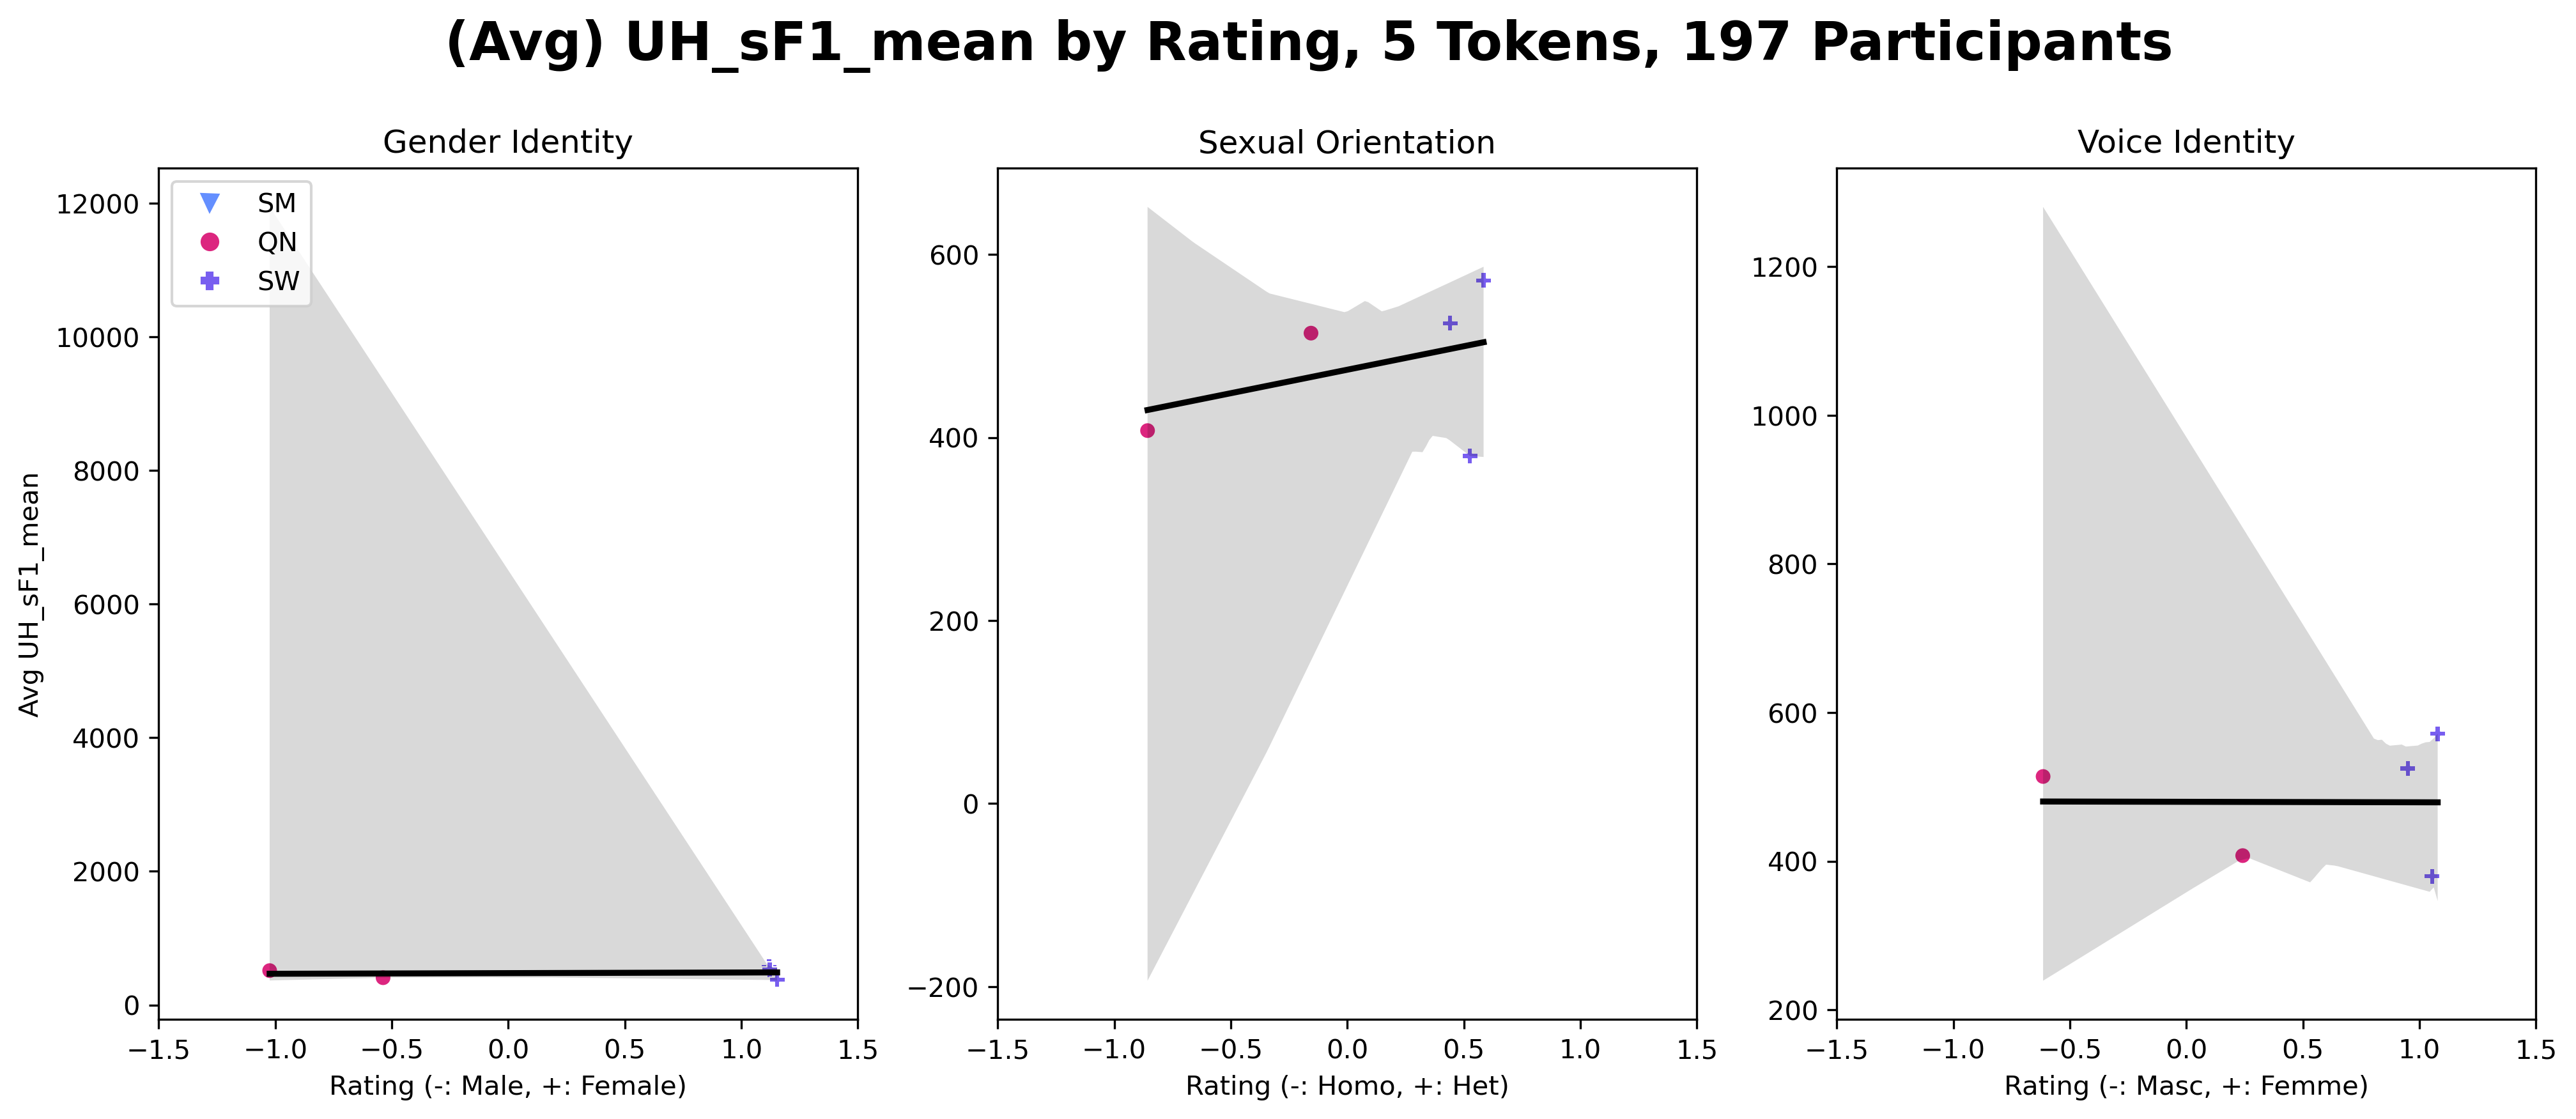 (Avg) UH_sF1_mean by Rating, 5 Tokens, 197 Participants
Gender Identity
12000
10000
8000
6000
4000
2000
0
Avg UH_sF1_mean
SM
QN
SW
−1.5 −1.0 −0.5 0.0 0.5 1.0 1.5
Rating (-: Male, +: Female)
Sexual Orientation
600
400
200
0
−200
−1.5 −1.0 −0.5 0.0 0.5 1.0 1.5
Rating (-: Homo, +: Het)
Voice Identity
1200
1000
800
600
400
200
−1.5 −1.0 −0.5 0.0 0.5 1.0 1.5
Rating (-: Masc, +: Femme)